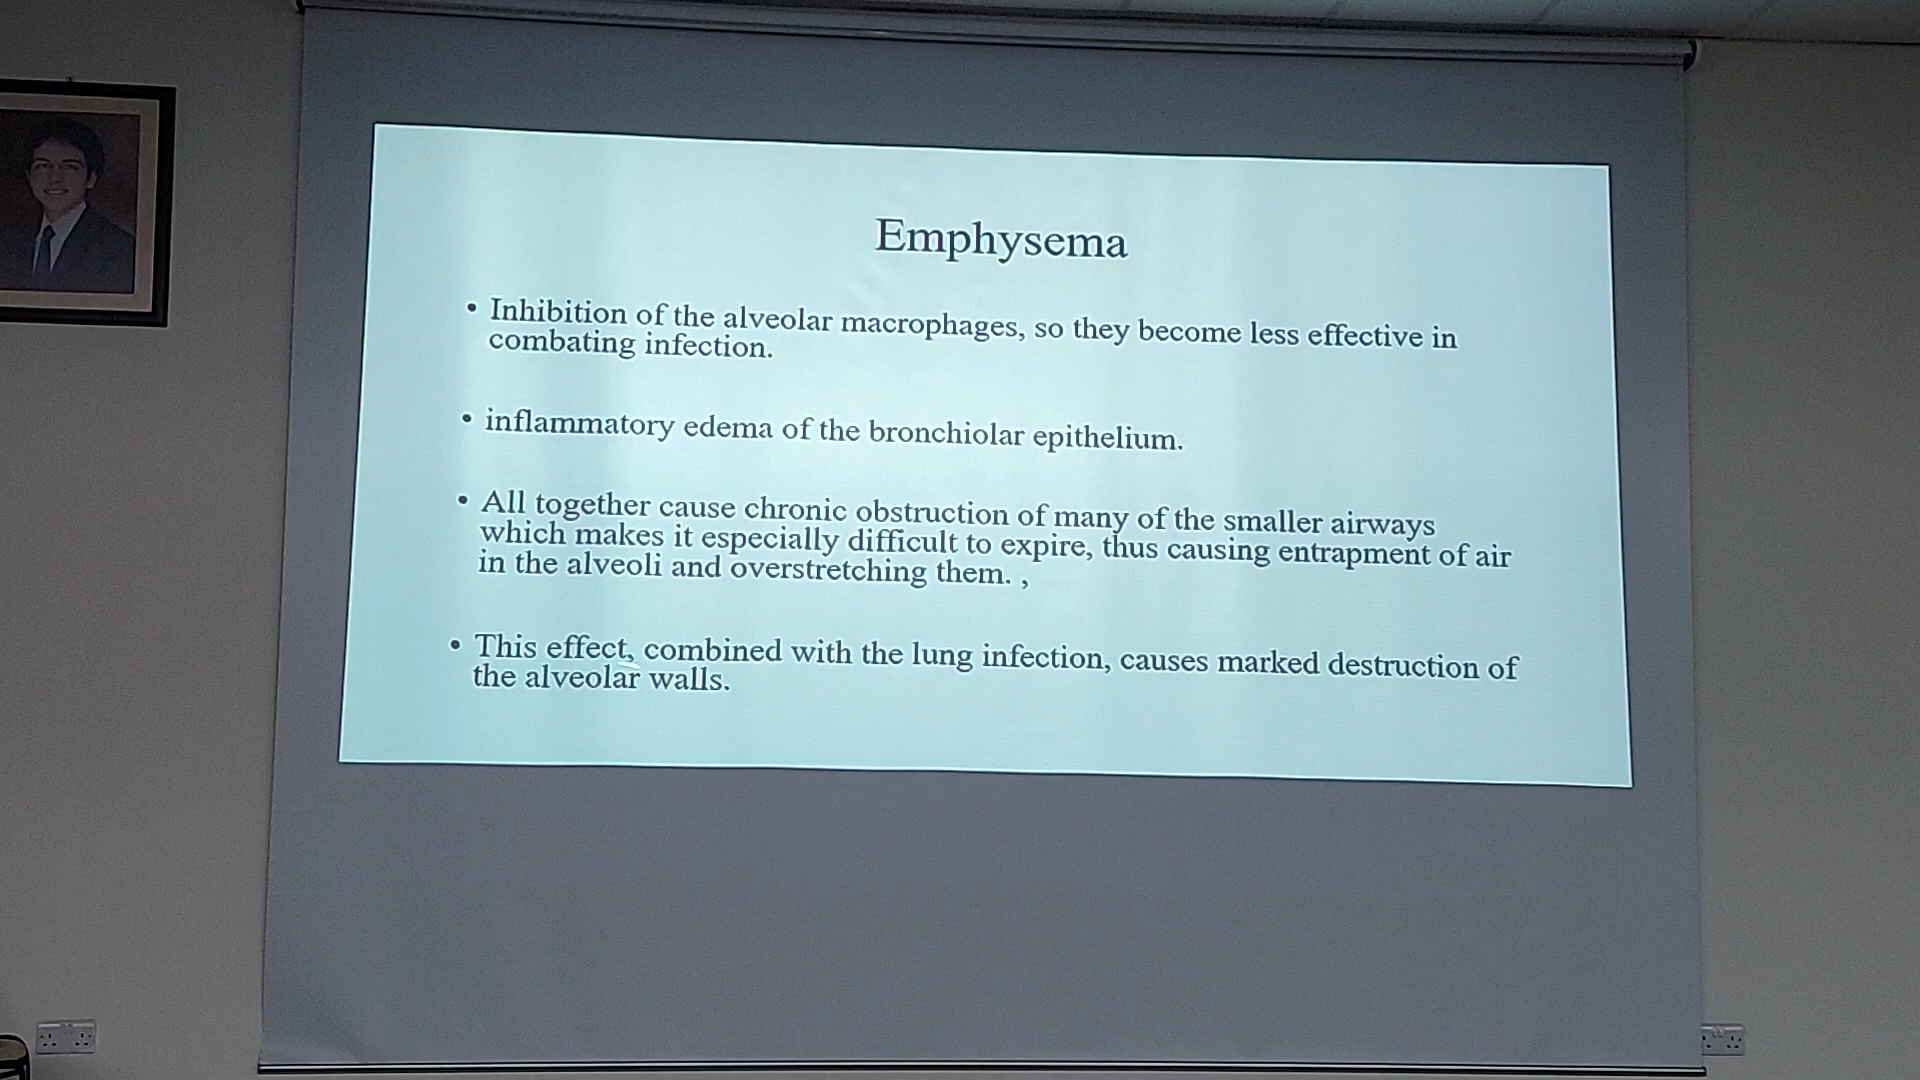 Emphysema
• Inhibition of the alveolar macrophages, so they become less effective in
combating infection.
• inflammatory edema of the bronchiolar epithelium.
• All together cause chronic obstruction of many of the smaller airways
which makes it especially difficult to expire, thus causing entrapment of air
in the alveoli and overstretching them. ,
• This effect, combined with the lung infection, causes marked destruction of
the alveolar walls.